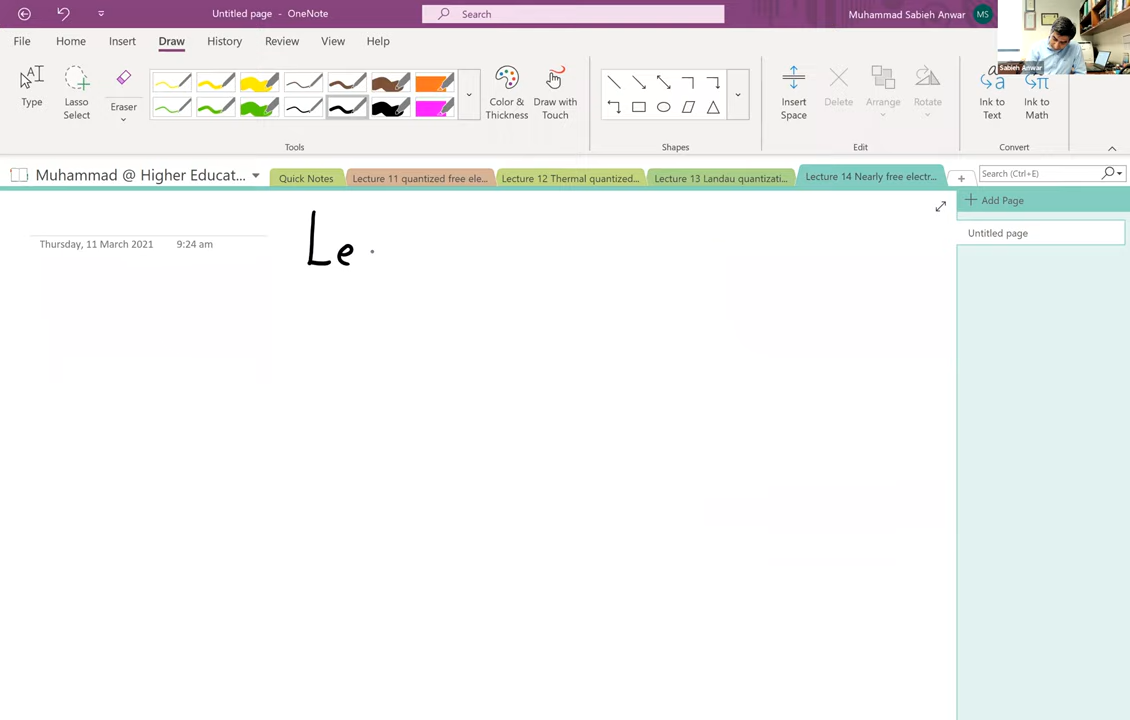 Untitled page - OneNote
Search
Muhammad Sabieh Anwar
MS
File
Home
Insert
Draw
History
Review
View
Help
Type
Lasso
Select
Eraser
Color &
Thickness
Draw with
Touch
Insert
Space
Delete
Arrange
Rotate
Ink to
Text
Ink to
Math
Tools
Shapes
Edit
Convert
Sabieh Anwar
Muhammad @ Higher Educat...
Quick Notes
Lecture 11 quantized free ele...
Lecture 12 Thermal quantized...
Lecture 13 Landau quantizati...
Lecture 14 Nearly free electr...
Search (Ctrl+E)
Add Page
Untitled page
Thursday, 11 March 2021
9:24 am
Le